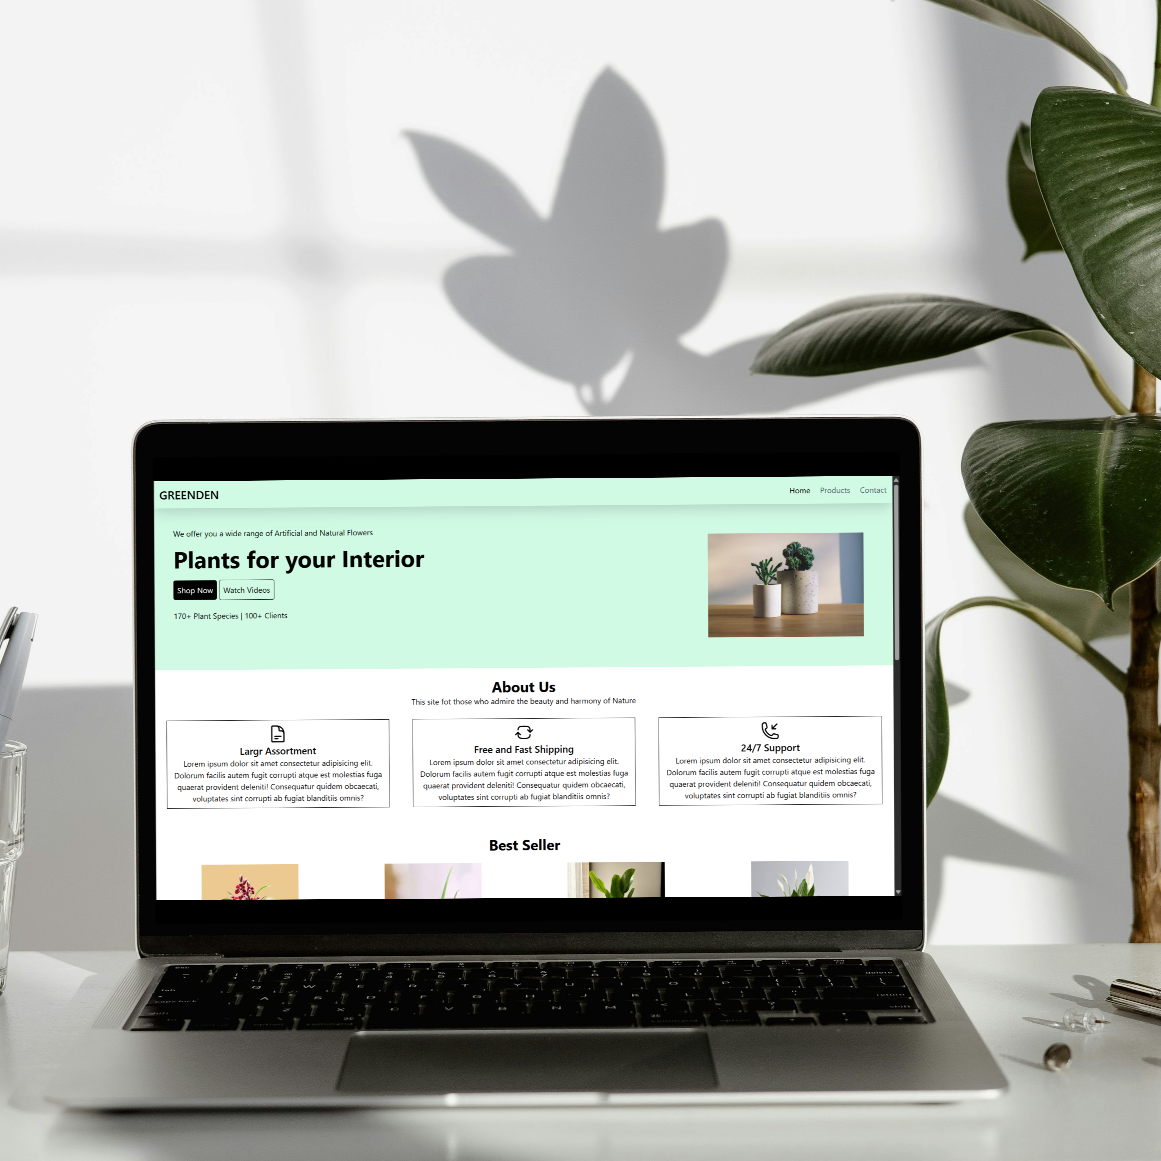 GREENDEN
Home Products Contact
We offer you a wide range of Artificial and Natural Flowers
Plants for your Interior
Shop Now Watch Videos
170+ Plant Species | 100+ Clients
About Us
This site fot those who admire the beauty and harmony of Nature
Largr Assortment
Lorem ipsum dolor sit amet consectetur adipisicing elit.
Dolorum facilis autem fugit corrupti atque est molestias fuga
quaerat provident deleniti! Consequatur quidem obcaecati,
voluptates sint corrupti ab fugiat blanditiis omnis?
Free and Fast Shipping
Lorem ipsum dolor sit amet consectetur adipisicing elit.
Dolorum facilis autem fugit corrupti atque est molestias fuga
quaerat provident deleniti! Consequatur quidem obcaecati,
voluptates sint corrupti ab fugiat blanditiis omnis?
24/7 Support
Lorem ipsum dolor sit amet consectetur adipisicing elit.
Dolorum facilis autem fugit corrupti atque est molestias fuga
quaerat provident deleniti! Consequatur quidem obcaecati,
voluptates sint corrupti ab fugiat blanditiis omnis?
Best Seller